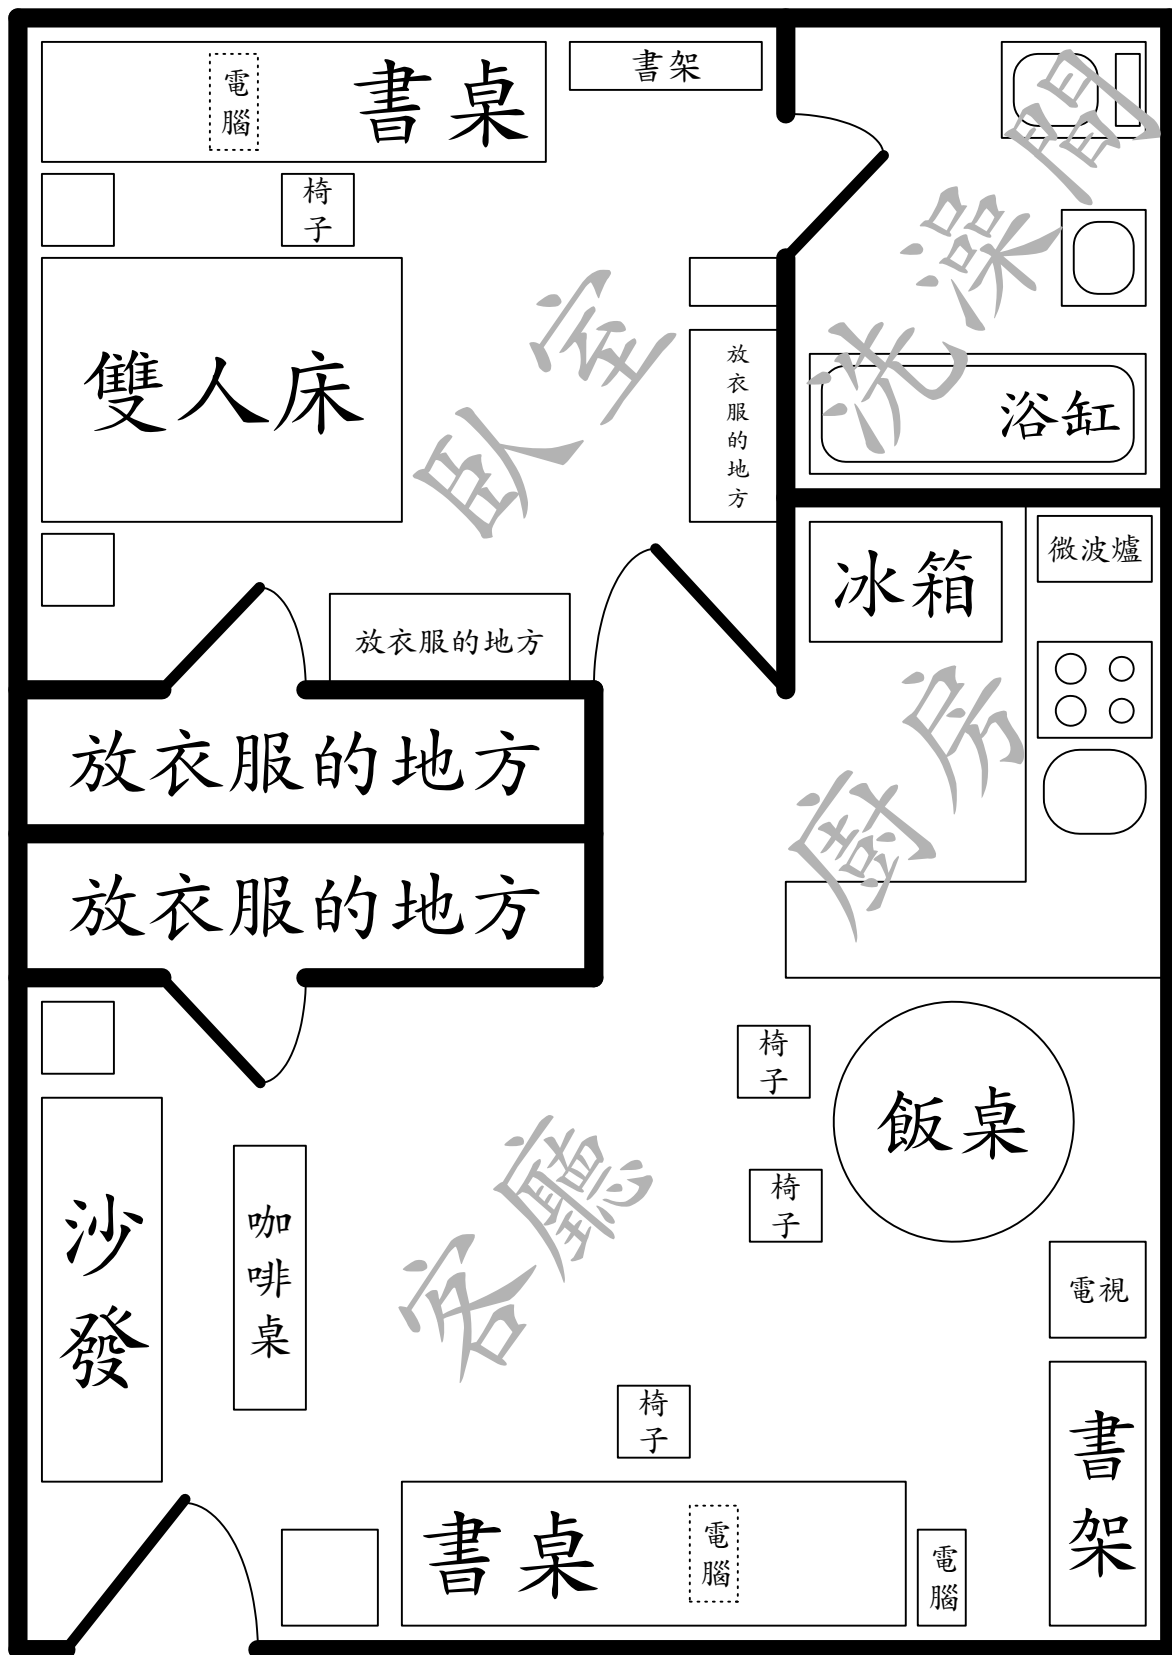 電腦
書桌
書架
椅子
洗澡間
雙人床
臥室
放衣服的地方
浴缸
冰箱
微波爐
放衣服的地方
放衣服的地方
廚房
放衣服的地方
椅子
飯桌
椅子
沙發
咖啡桌
客廳
電視
椅子
書架
書桌
電腦
電腦